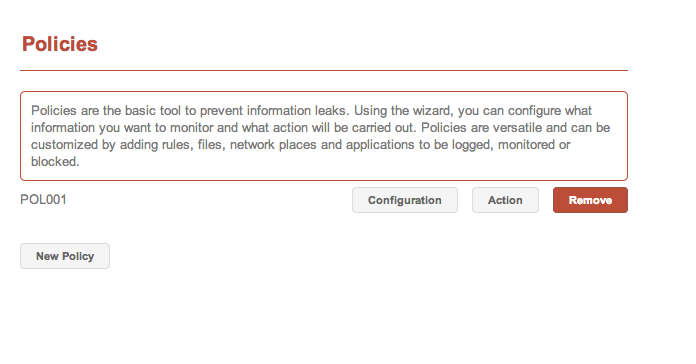 Policies
Policies are the basic tool to prevent information leaks. Using the wizard, you can configure what
information you want to monitor and what action will be carried out. Policies are versatile and can be
customized by adding rules, files, network places and applications to be logged, monitored or
blocked.
POL001 Configuration Action Remove
New Policy